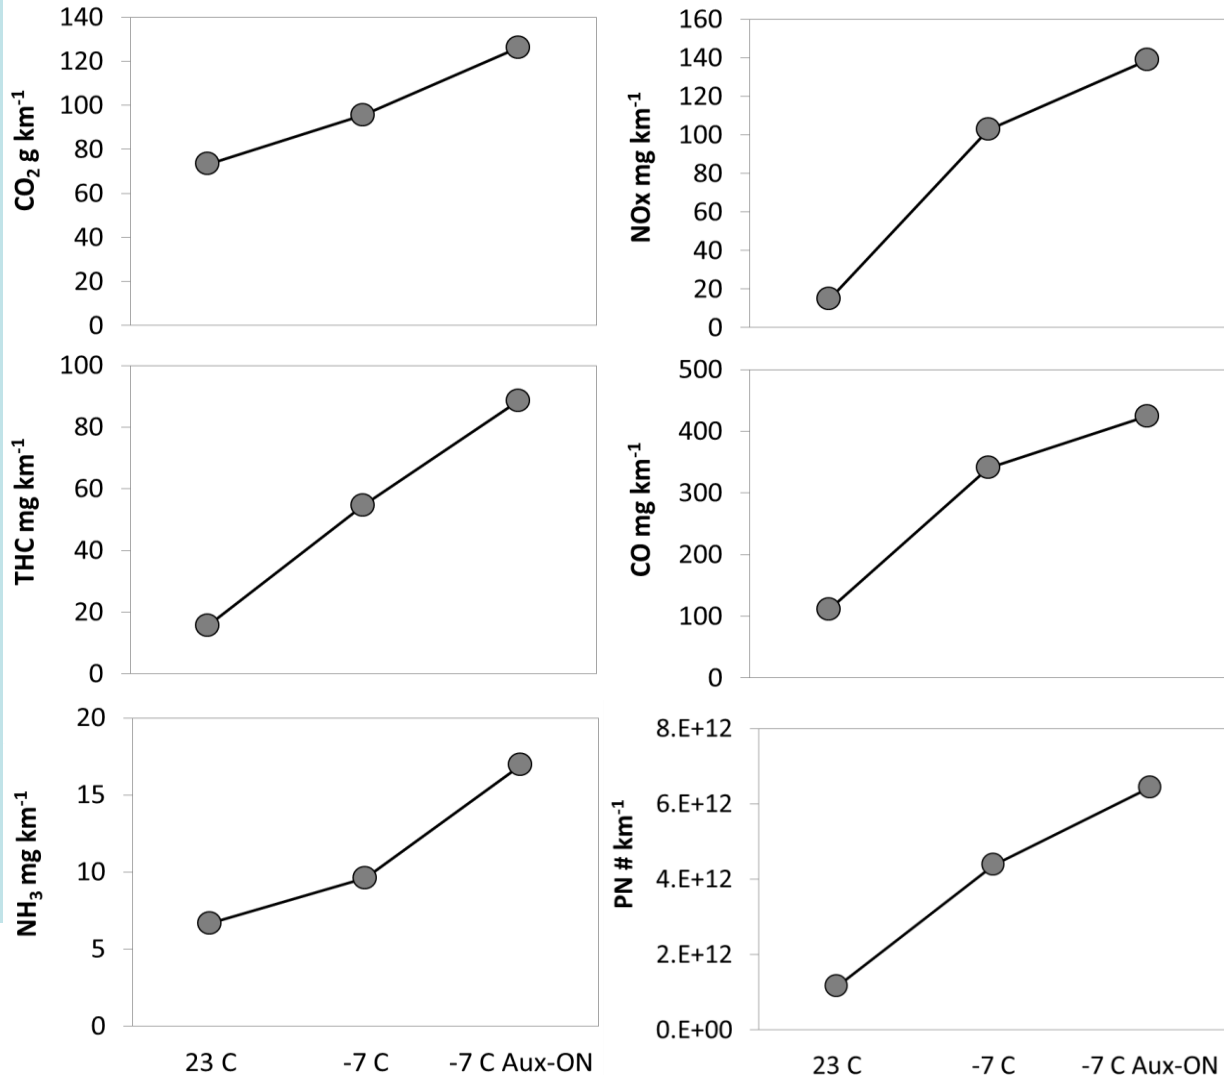 CO₂ g km⁻¹
140
120
100
80
60
40
20
0
NOx mg km⁻¹
160
140
120
100
80
60
40
20
0
THC mg km⁻¹
100
80
60
40
20
0
CO mg km⁻¹
500
400
300
200
100
0
NH₃ mg km⁻¹
20
15
10
5
0
23 C -7 C -7 C Aux-ON
PN # km⁻¹
8.E+12
6.E+12
4.E+12
2.E+12
0.E+00
23 C -7 C -7 C Aux-ON